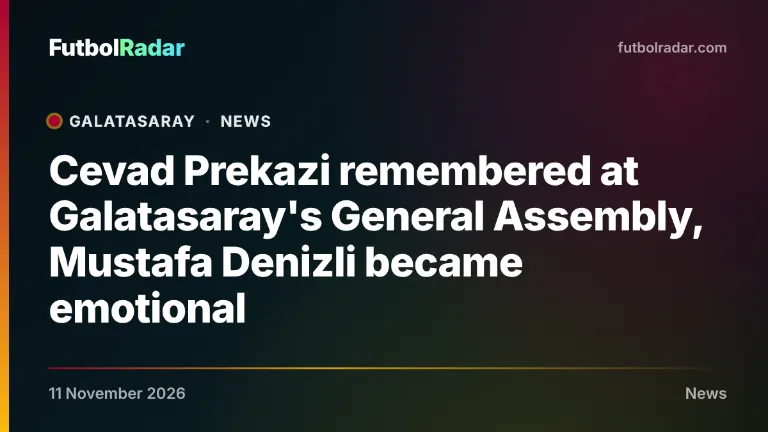 FutbolRadar
futbolradar.com
GALATASARAY · NEWS
Cevad Prekazi remembered at
Galatasaray's General Assembly,
Mustafa Denizli became
emotional
11 November 2026
News